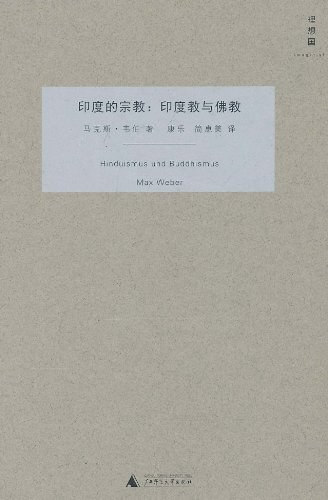 理想国
imaginist
印度的宗教：印度教与佛教
马克斯·韦伯 著 康乐 简惠美 译
Hinduismus und Buddhismus
Max Weber
广西师范大学出版社